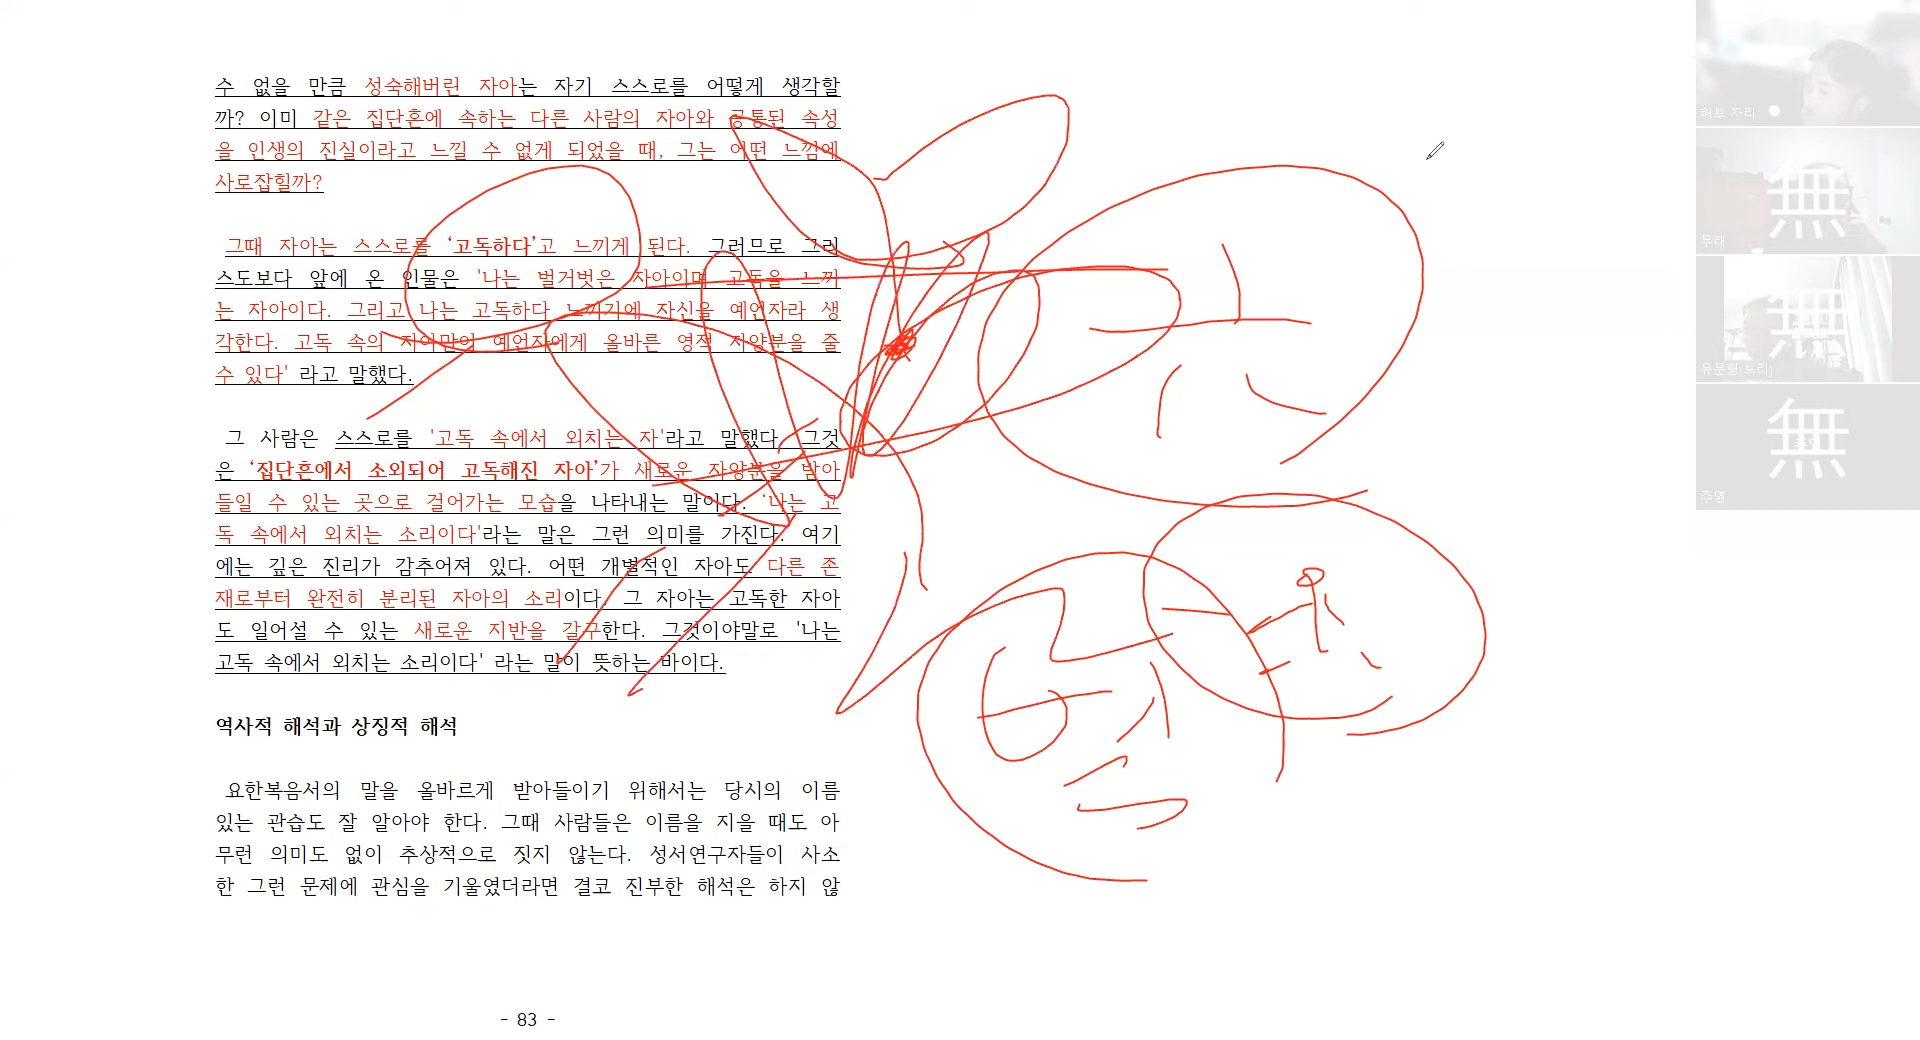 수 없을 만큼 성숙해버린 자아는 자기 스스로를 어떻게 생각할
까? 이미 같은 집단혼에 속하는 다른 사람의 자아와 공통된 속성
을 인생의 진실이라고 느낄 수 없게 되었을 때, 그는 어떤 느낌에
사로잡힐까?
그때 자아는 스스로를 ‘고독하다’고 느끼게 된다. 그러므로 그리
스도보다 앞에 온 인물은 '나는 벌거벗은 자아이며 고독을 느끼
는 자아이다. 그리고 나는 고독하다 느끼기에 자신을 예언자라 생
각한다. 고독 속의 자아만이 예언자에게 올바른 영적 자양분을 줄
수 있다' 라고 말했다.
그 사람은 스스로를 '고독 속에서 외치는 자'라고 말했다. 그것
은 ‘집단혼에서 소외되어 고독해진 자아’가 새로운 자양분을 받아
들일 수 있는 곳으로 걸어가는 모습을 나타내는 말이다. ‘나는 고
독 속에서 외치는 소리이다'라는 말은 그런 의미를 가진다. 여기
에는 깊은 진리가 감추어져 있다. 어떤 개별적인 자아도 다른 존
재로부터 완전히 분리된 자아의 소리이다. 그 자아는 고독한 자아
도 일어설 수 있는 새로운 지반을 갈구한다. 그것이야말로 '나는
고독 속에서 외치는 소리이다' 라는 말이 뜻하는 바이다.
역사적 해석과 상징적 해석
요한복음서의 말을 올바르게 받아들이기 위해서는 당시의 이름
있는 관습도 잘 알아야 한다. 그때 사람들은 이름을 지을 때도 아
무런 의미도 없이 추상적으로 짓지 않는다. 성서연구자들이 사소
한 그런 문제에 관심을 기울였더라면 결코 진부한 해석은 하지 않
- 83 -
허브 자리
無
무래
無
유문형(토리)
無
주영